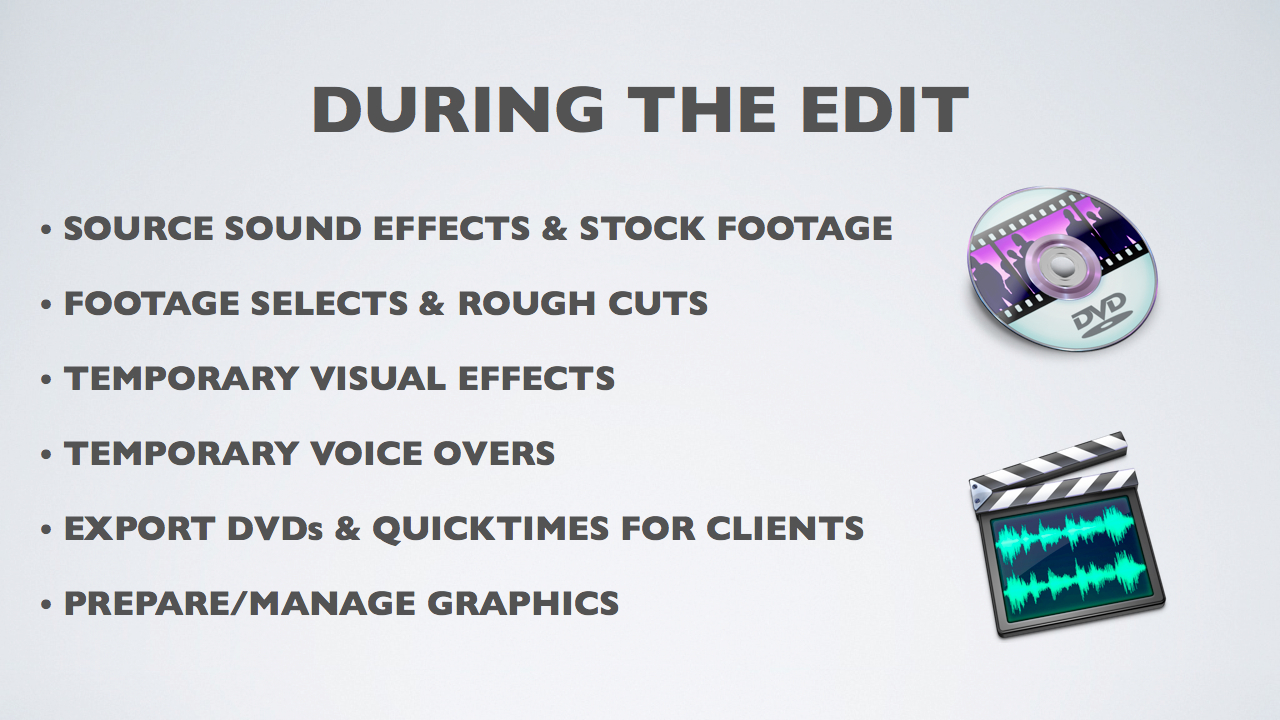 DURING THE EDIT
• SOURCE SOUND EFFECTS & STOCK FOOTAGE
• FOOTAGE SELECTS & ROUGH CUTS
• TEMPORARY VISUAL EFFECTS
• TEMPORARY VOICE OVERS
• EXPORT DVDs & QUICKTIMES FOR CLIENTS
• PREPARE/MANAGE GRAPHICS
DVD